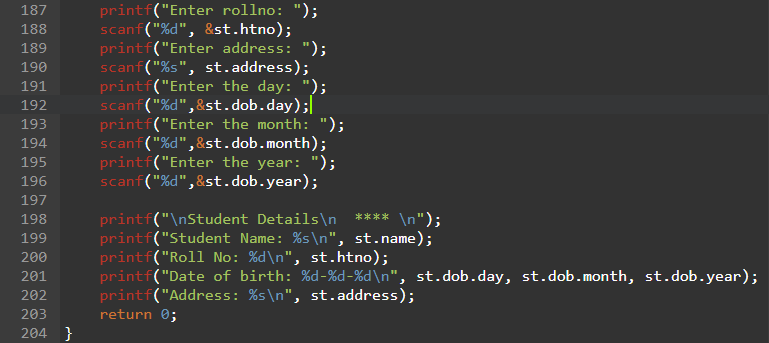 187 printf("Enter rollno: ");
188 scanf("%d", &st.htno);
189 printf("Enter address: ");
190 scanf("%s", st.address);
191 printf("Enter the day: ");
192 scanf("%d",&st.dob.day);
193 printf("Enter the month: ");
194 scanf("%d",&st.dob.month);
195 printf("Enter the year: ");
196 scanf("%d",&st.dob.year);
197
198 printf("\nStudent Details\n  **** \n");
199 printf("Student Name: %s\n", st.name);
200 printf("Roll No: %d\n", st.htno);
201 printf("Date of birth: %d-%d-%d\n", st.dob.day, st.dob.month, st.dob.year);
202 printf("Address: %s\n", st.address);
203 return 0;
204 }